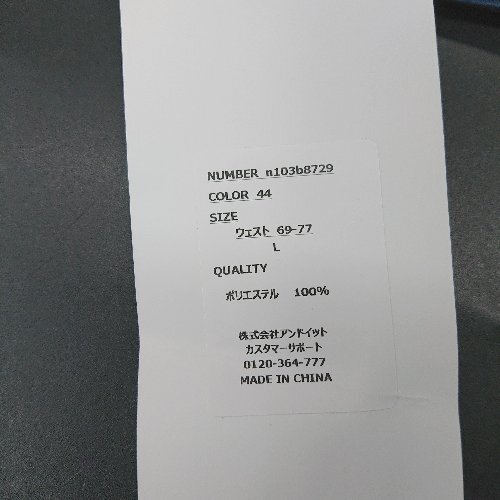 NUMBER n103b8729
COLOR 44
SIZE
ウェスト 69-77
L
QUALITY
ポリエステル 100%
株式会社アンドイット
カスタマーサポート
0120-364-777
MADE IN CHINA